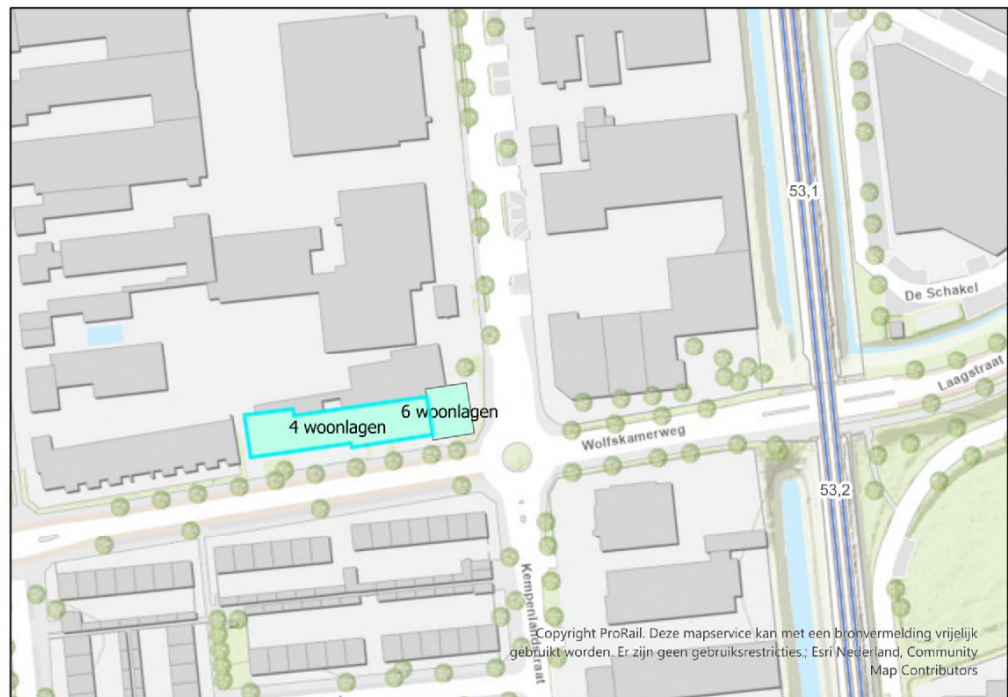 53,1
De Schakel
Laagstraat
6 woonlagen
4 woonlagen
Wolfskamerweg
53,2
Kempenlandstraat
Copyright ProRail. Deze mapservice kan met een bronvermelding vrijelijk
gebruikt worden. Er zijn geen gebruiksrestricties.; Esri Nederland, Community
Map Contributors